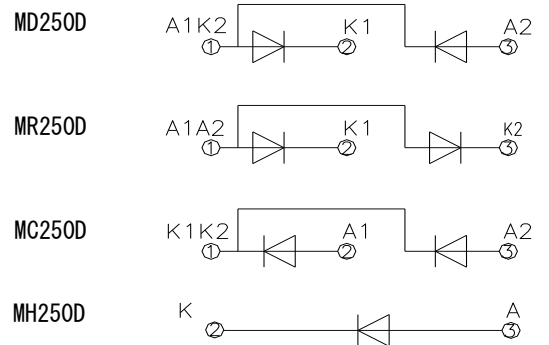 MD250D A1K2 K1 A2
1 2 3
MR250D A1A2 K1 K2
1 2 3
MC250D K1K2 A1 A2
1 2 3
MH250D K A
2 3